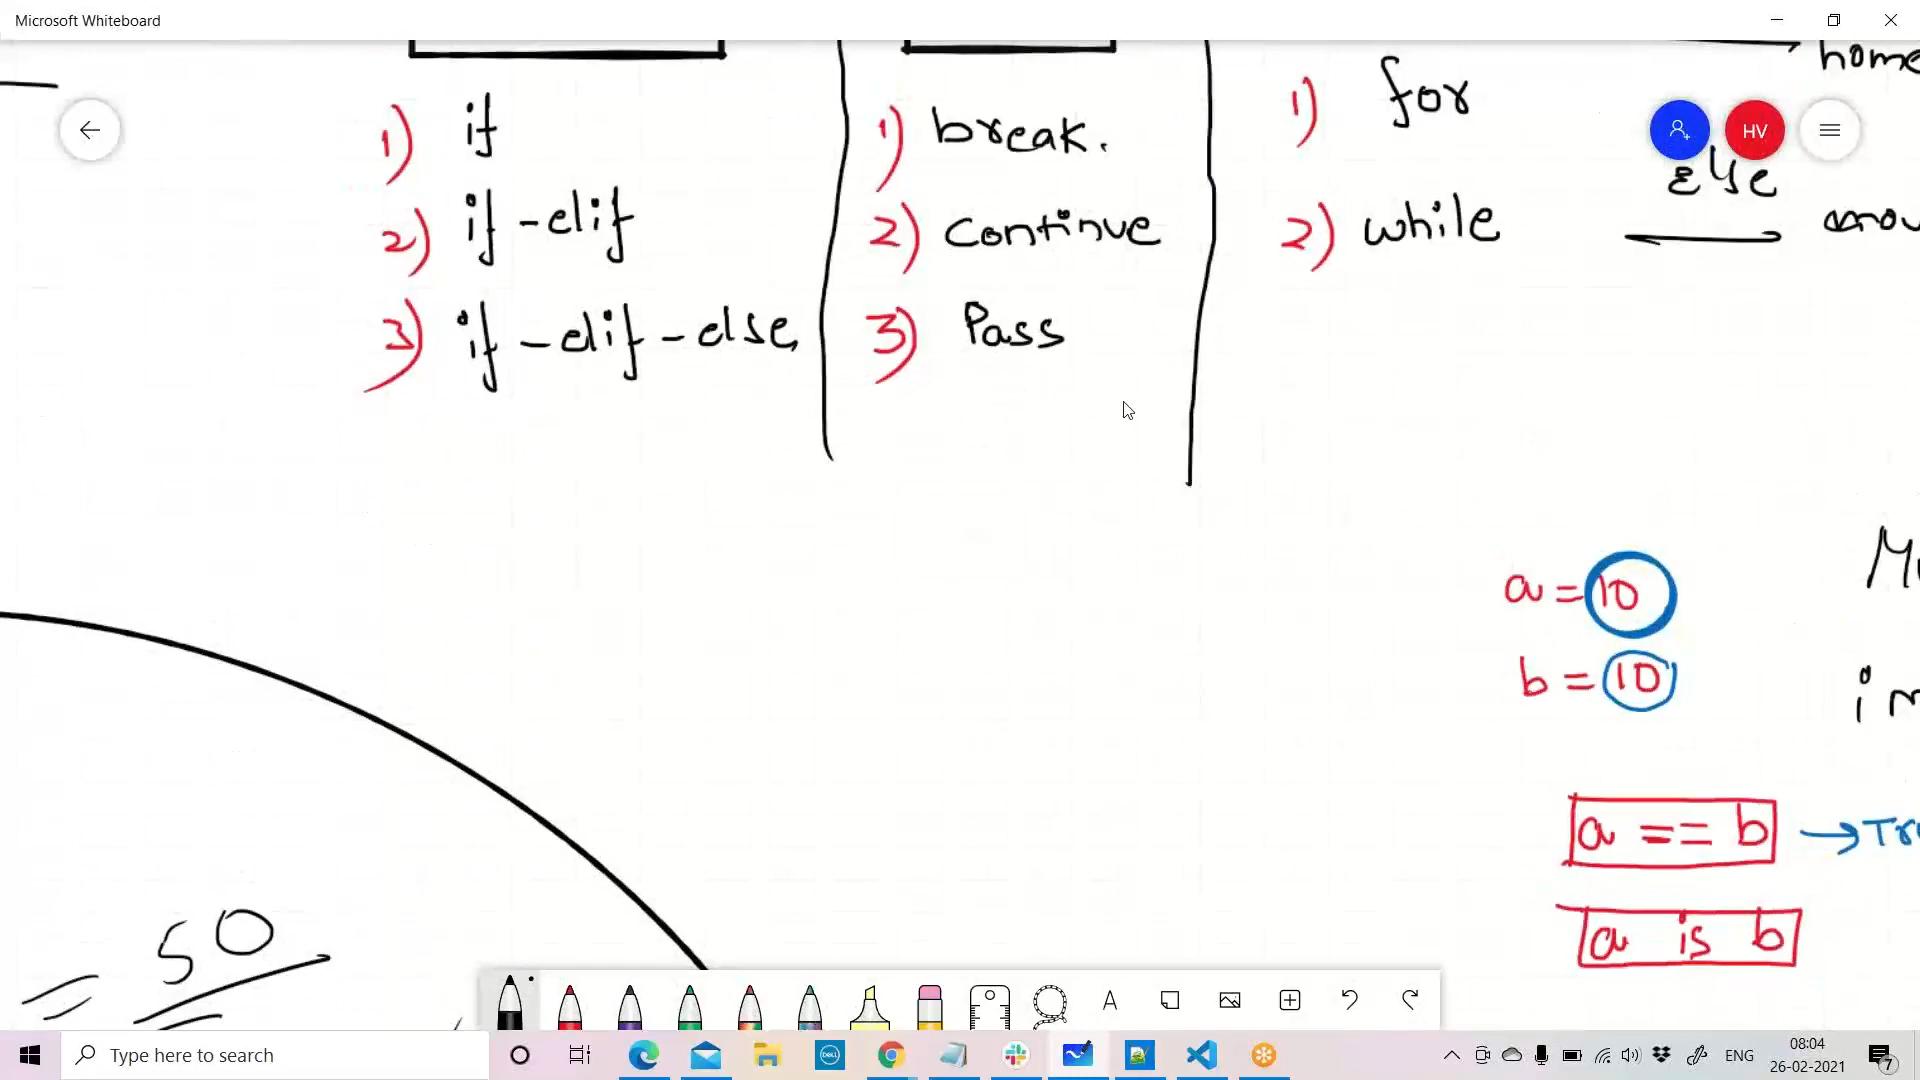 Microsoft Whiteboard
1) if
2) if - elif
3) if - elif - else
1) break.
2) continue
3) Pass
1) for
2) while
home
else
HV
a = 10
b = 10
a == b
a is b
= 50
A
Type here to search
DELL
ENG
08:04
26-02-2021
7